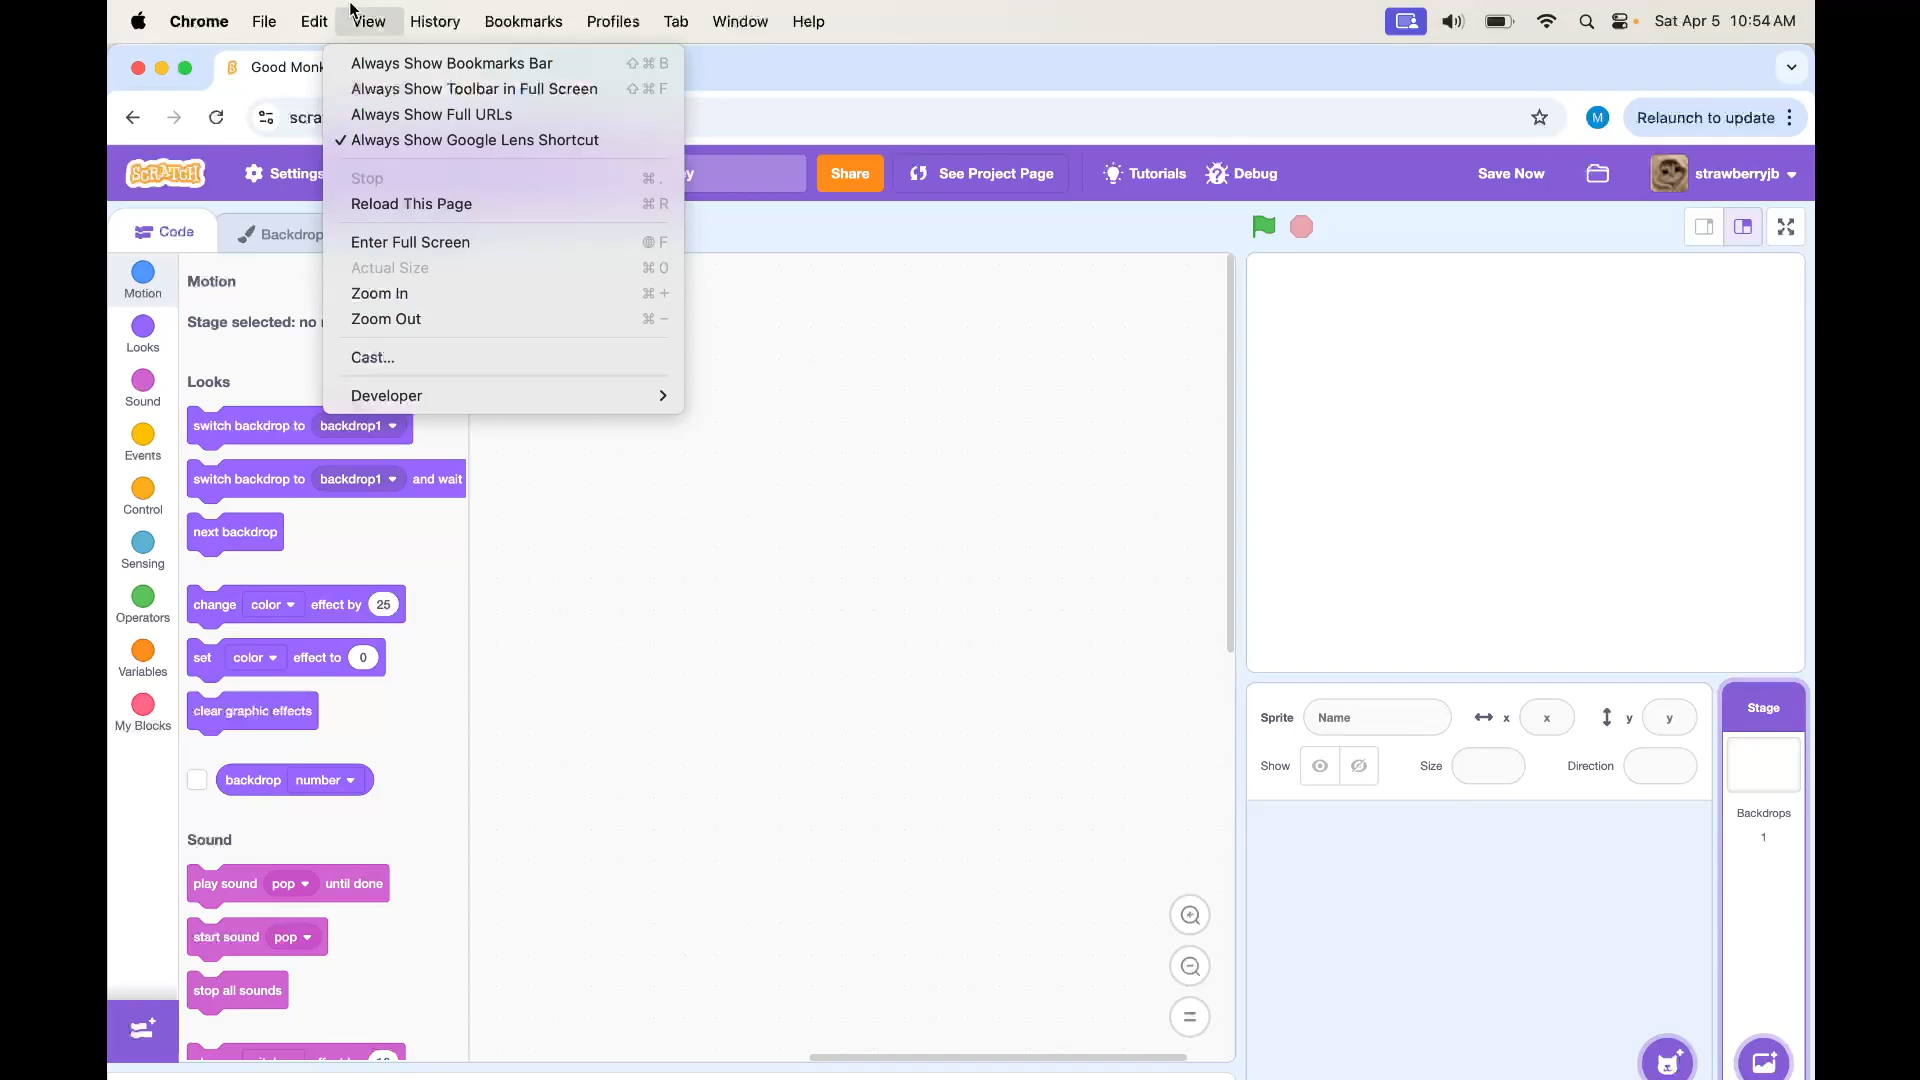 Chrome File Edit View History Bookmarks Profiles Tab Window Help Sat Apr 5 10:54 AM
Good Monk
scra
M Relaunch to update
Always Show Bookmarks Bar ⇧⌘B
Always Show Toolbar in Full Screen ⇧⌘F
Always Show Full URLs
✓ Always Show Google Lens Shortcut
Stop ⌘.
Reload This Page ⌘R
Enter Full Screen F
Actual Size ⌘0
Zoom In ⌘+
Zoom Out ⌘−
Cast...
Developer
SCRATCH Settings ey Share See Project Page Tutorials Debug Save Now strawberryjb
Code Backdrop
Motion
Looks
Sound
Events
Control
Sensing
Operators
Variables
My Blocks
Motion
Stage selected: no
Looks
switch backdrop to backdrop1
switch backdrop to backdrop1 and wait
next backdrop
change color effect by 25
set color effect to 0
clear graphic effects
backdrop number
Sound
play sound pop until done
start sound pop
stop all sounds
Sprite Name x x y y
Show Size Direction
Stage
Backdrops
1